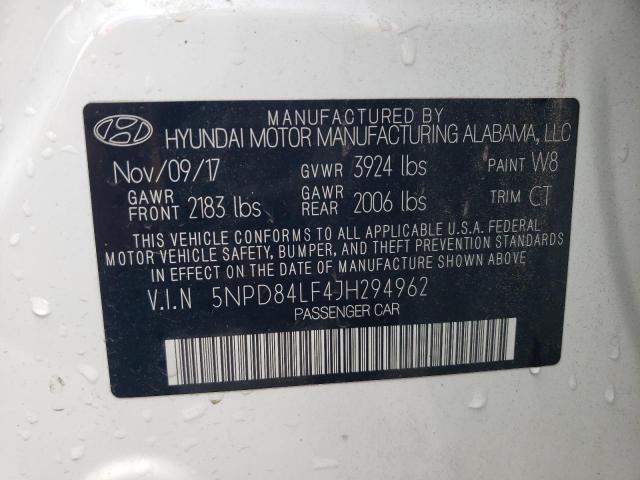 MANUFACTURED BY
HYUNDAI MOTOR MANUFACTURING ALABAMA, LLC
Nov/09/17 GVWR 3924 lbs PAINT W8
GAWR FRONT 2183 lbs GAWR REAR 2006 lbs TRIM CT
THIS VEHICLE CONFORMS TO ALL APPLICABLE U.S.A. FEDERAL
MOTOR VEHICLE SAFETY, BUMPER, AND THEFT PREVENTION STANDARDS
IN EFFECT ON THE DATE OF MANUFACTURE SHOWN ABOVE.
V.I.N 5NPD84LF4JH294962
PASSENGER CAR